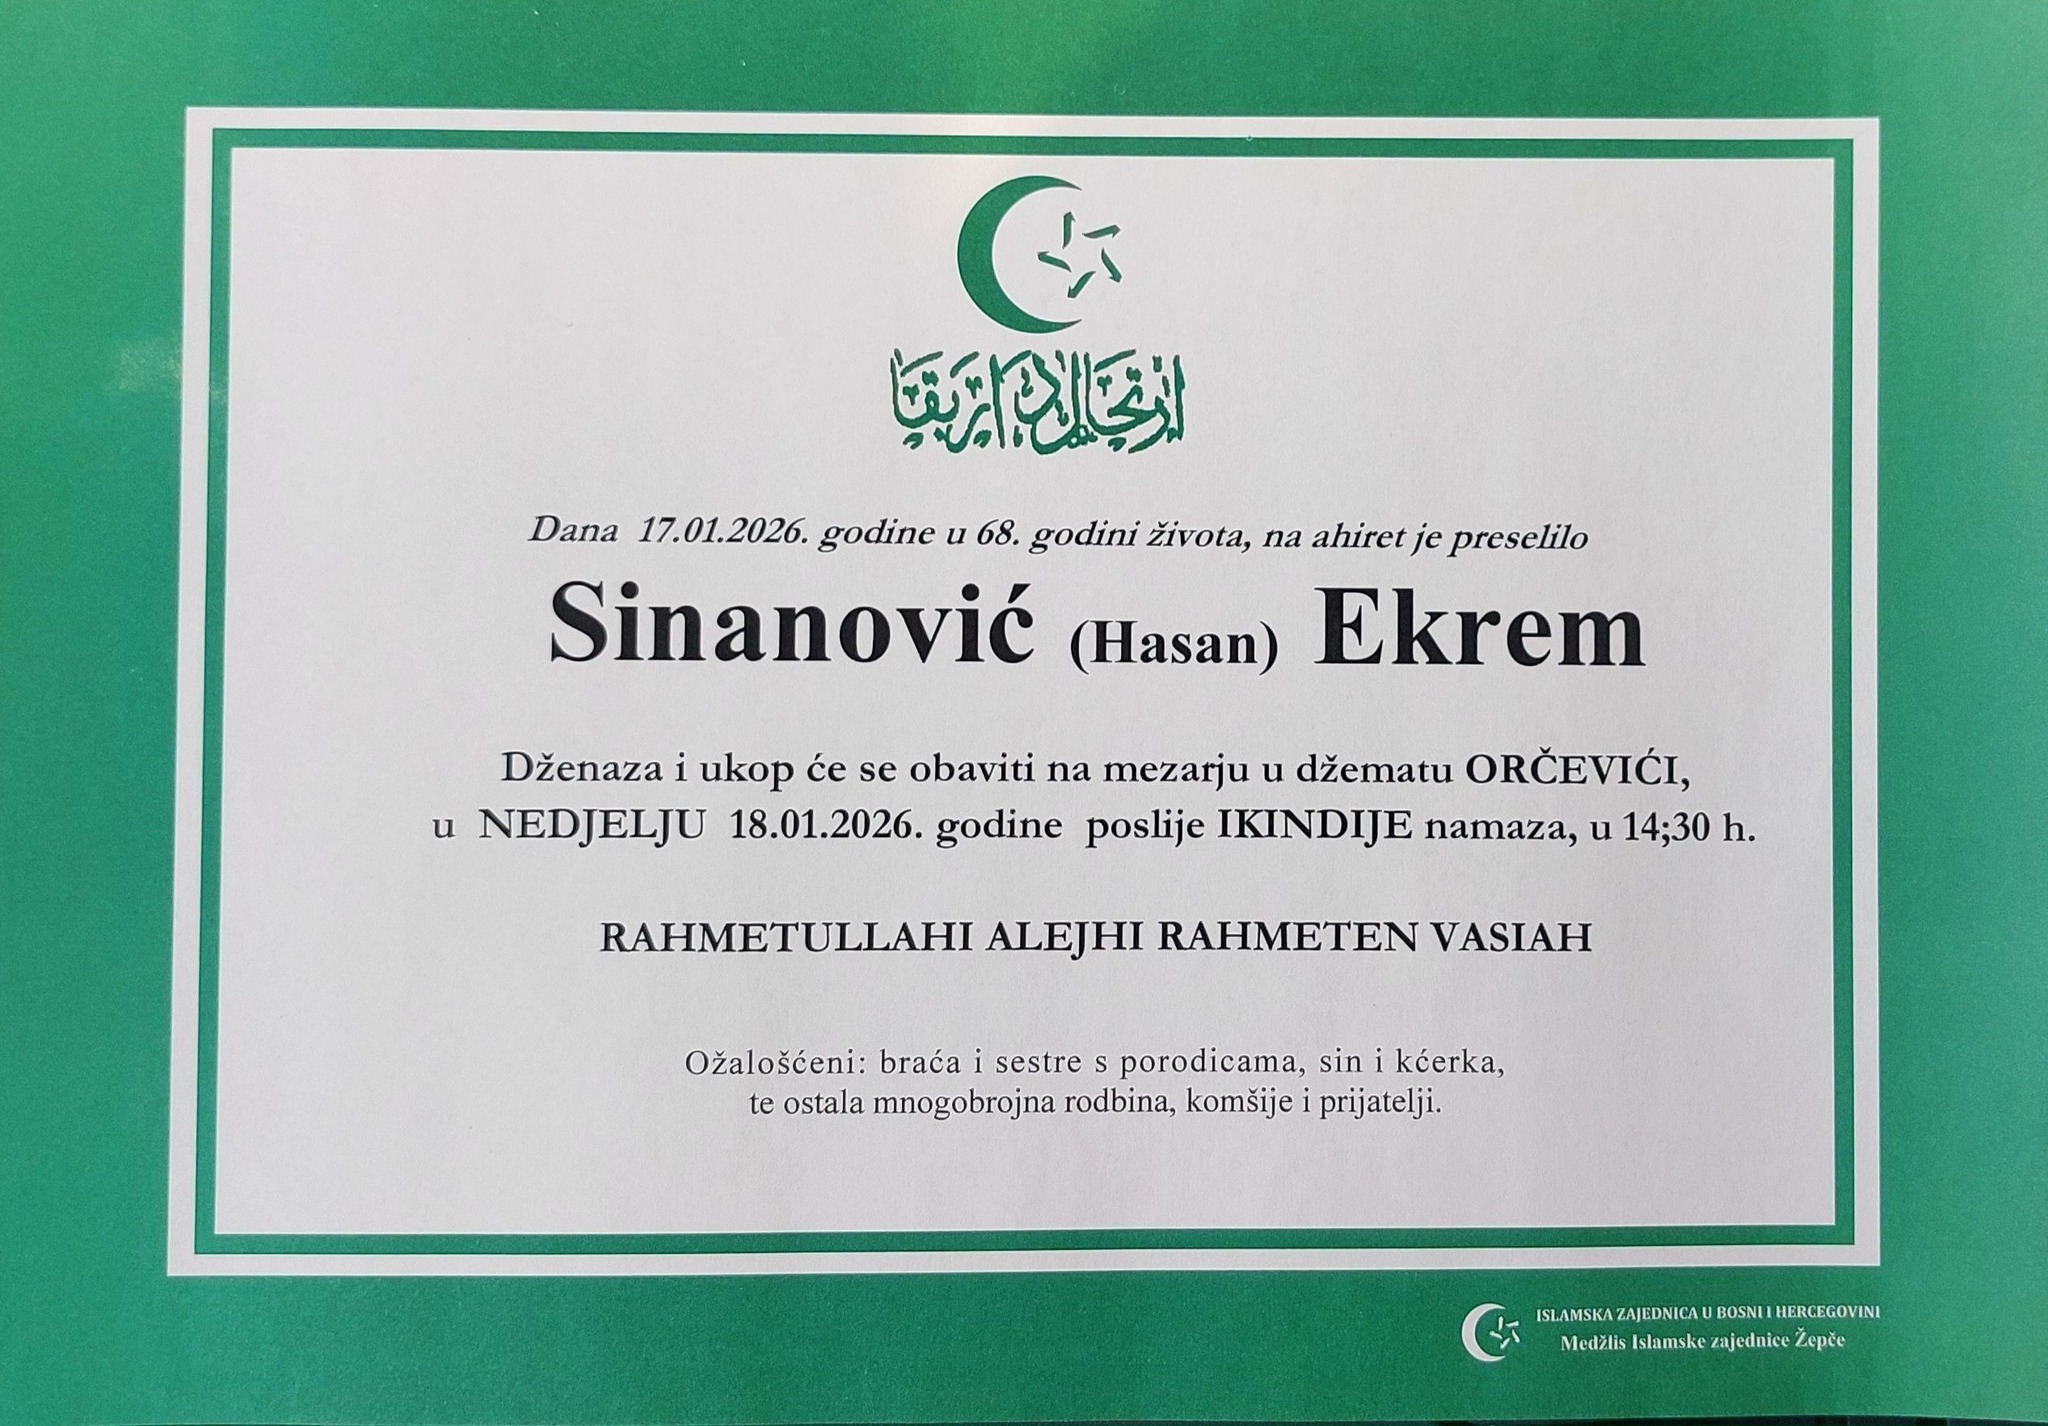 ارتحال دار بقا
Dana 17.01.2026. godine u 68. godini života, na ahiret je preselilo
Sinanović (Hasan) Ekrem
Dženaza i ukop će se obaviti na mezarju u džematu ORČEVIĆI,
u NEDJELJU 18.01.2026. godine poslije IKINDIJE namaza, u 14;30 h.
RAHMETULLAHI ALEJHI RAHMETEN VASIAH
Ožalošćeni: braća i sestre s porodicama, sin i kćerka,
te ostala mnogobrojna rodbina, komšije i prijatelji.
ISLAMSKA ZAJEDNICA U BOSNI I HERCEGOVINI
Medžlis Islamske zajednice Žepče